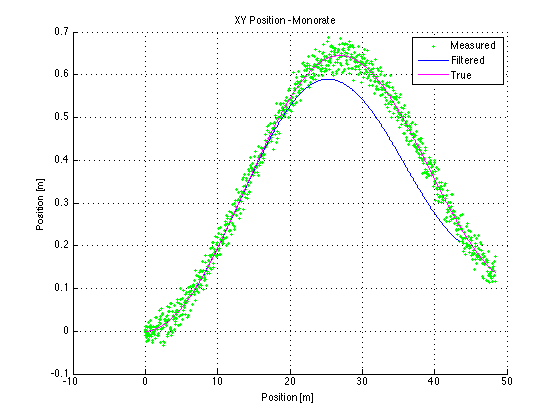 XY Position -Monorate
0.7
0.6
0.5
0.4
0.3
0.2
0.1
0
-0.1
Position [m]
-10
0
10
20
30
40
50
Position [m]
Measured
Filtered
True